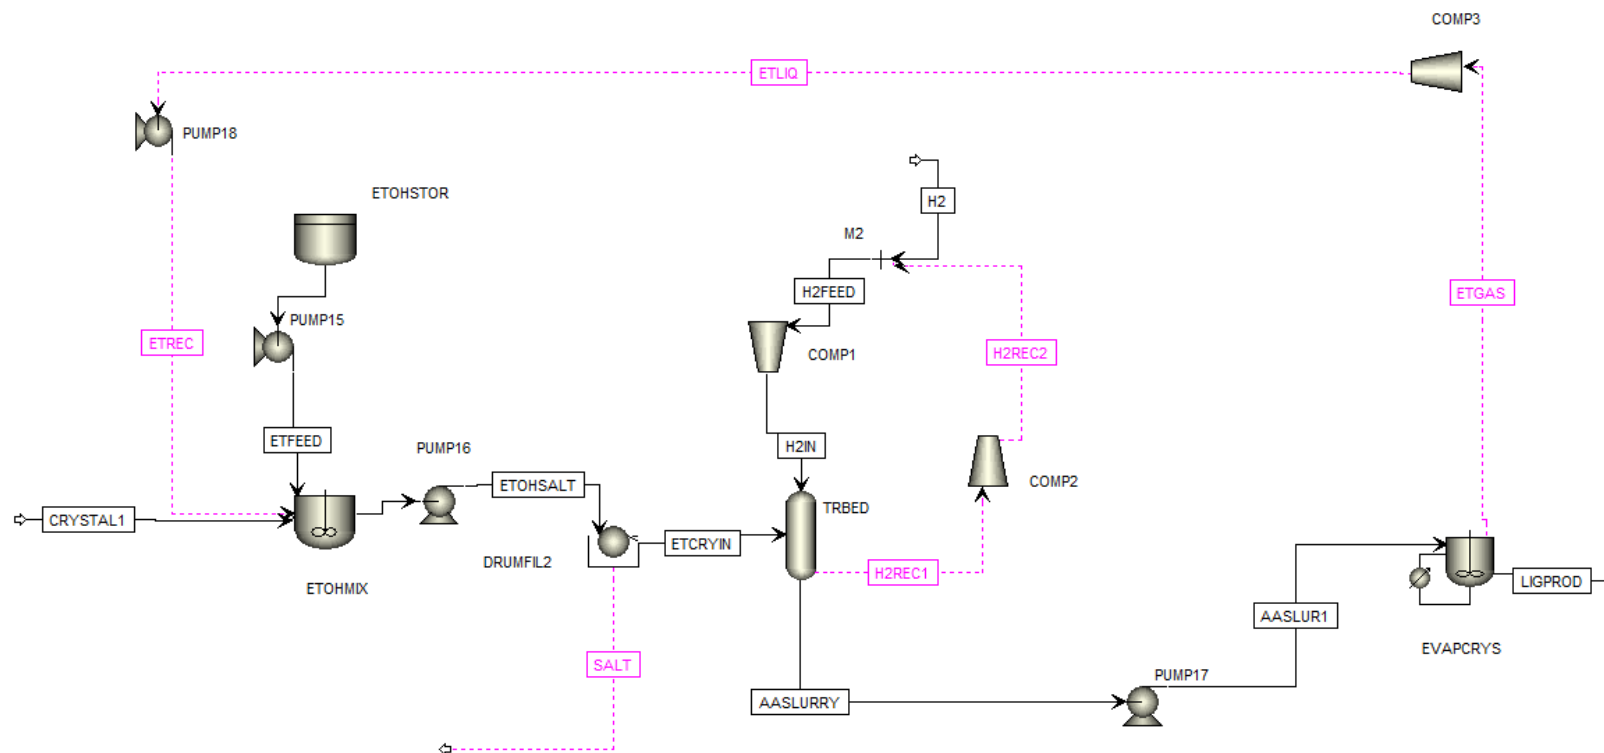 COMP3
ETLIQ
PUMP18
ETOHSTOR
H2
M2
H2FEED
ETGAS
PUMP15
ETREC
COMP1
H2REC2
ETFEED
PUMP16
H2IN
ETOHSALT
COMP2
TRBED
CRYSTAL1
ETCRYIN
DRUMFIL2
H2REC1
LIGPROD
ETOHMIX
AASLUR1
EVAPCRYS
SALT
PUMP17
AASLURRY